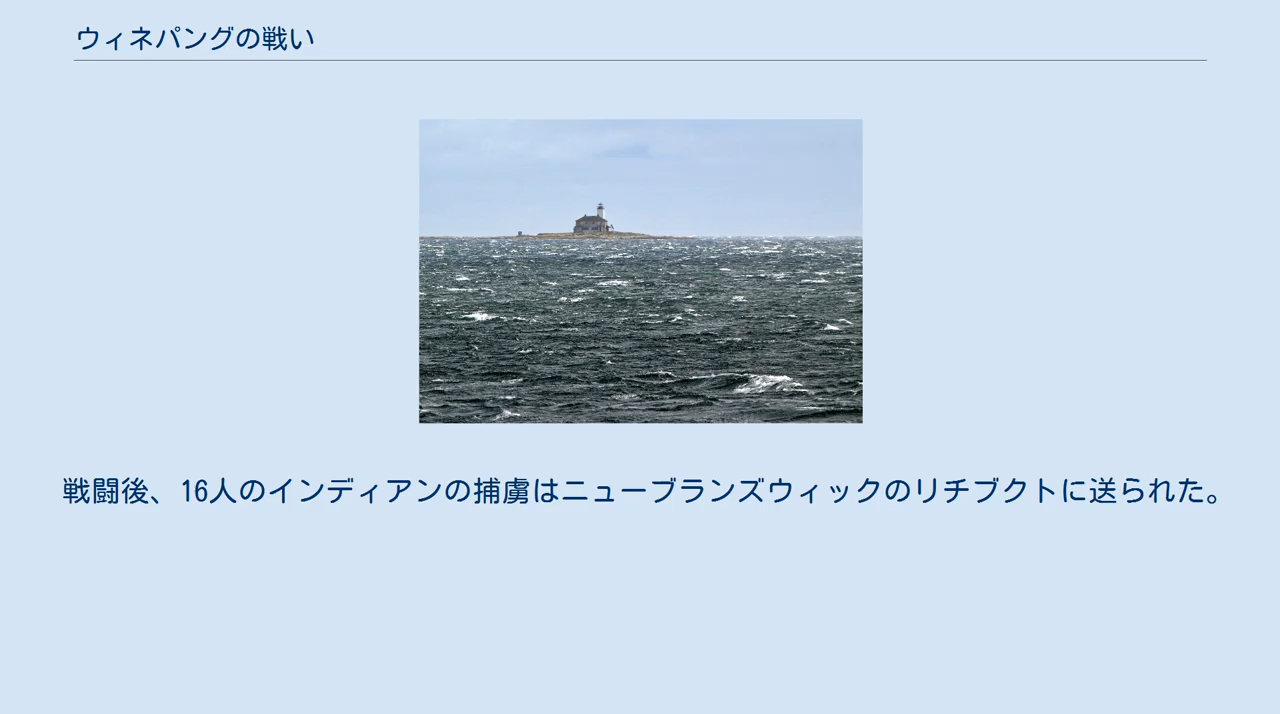 ウィネパングの戦い
戦闘後、16人のインディアンの捕虜はニューブランズウィックのリチブクトに送られた。